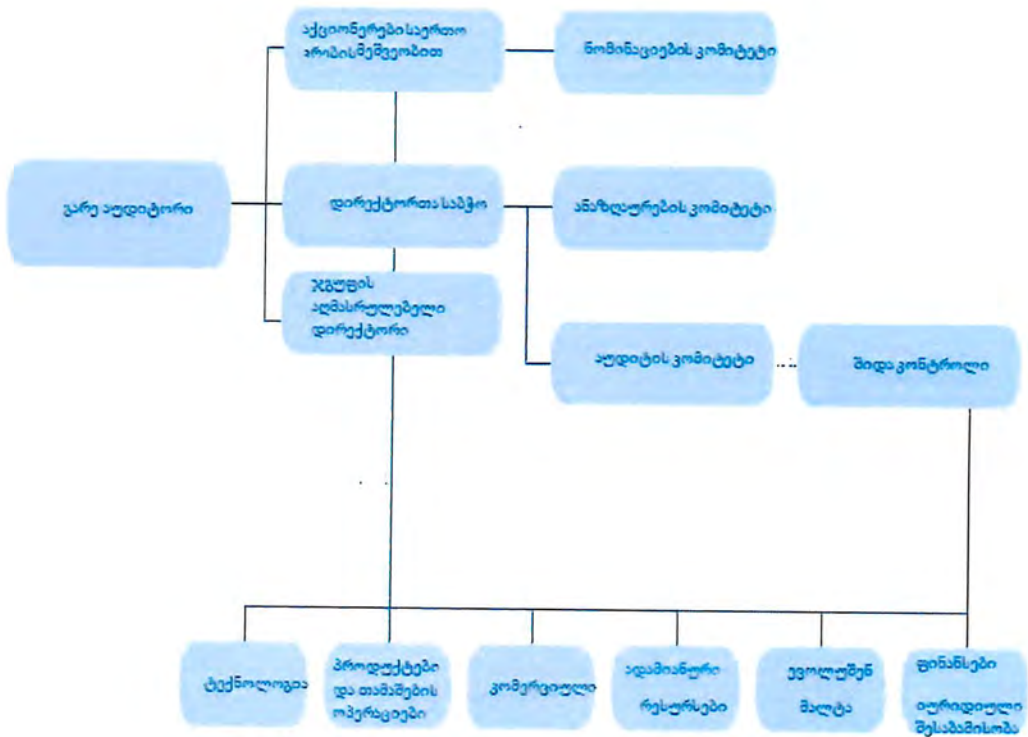 აქციონერები საერთო
კრების მეშვეობით
ნომინაციების კომიტეტი
გარე აუდიტორი
დირექტორთა საბჭო
ანაზღაურების კომიტეტი
ჯგუფის
აღმასრულებელი
დირექტორი
აუდიტის კომიტეტი
შიდა კონტროლი
ტექნოლოგია
პროდუქტები
და თამაშების
ოპერაციები
კომერციული
ადამიანური
რესურსები
ევოლუშენ
მალტა
ფინანსები
იურიდიული
შესაბამისობა